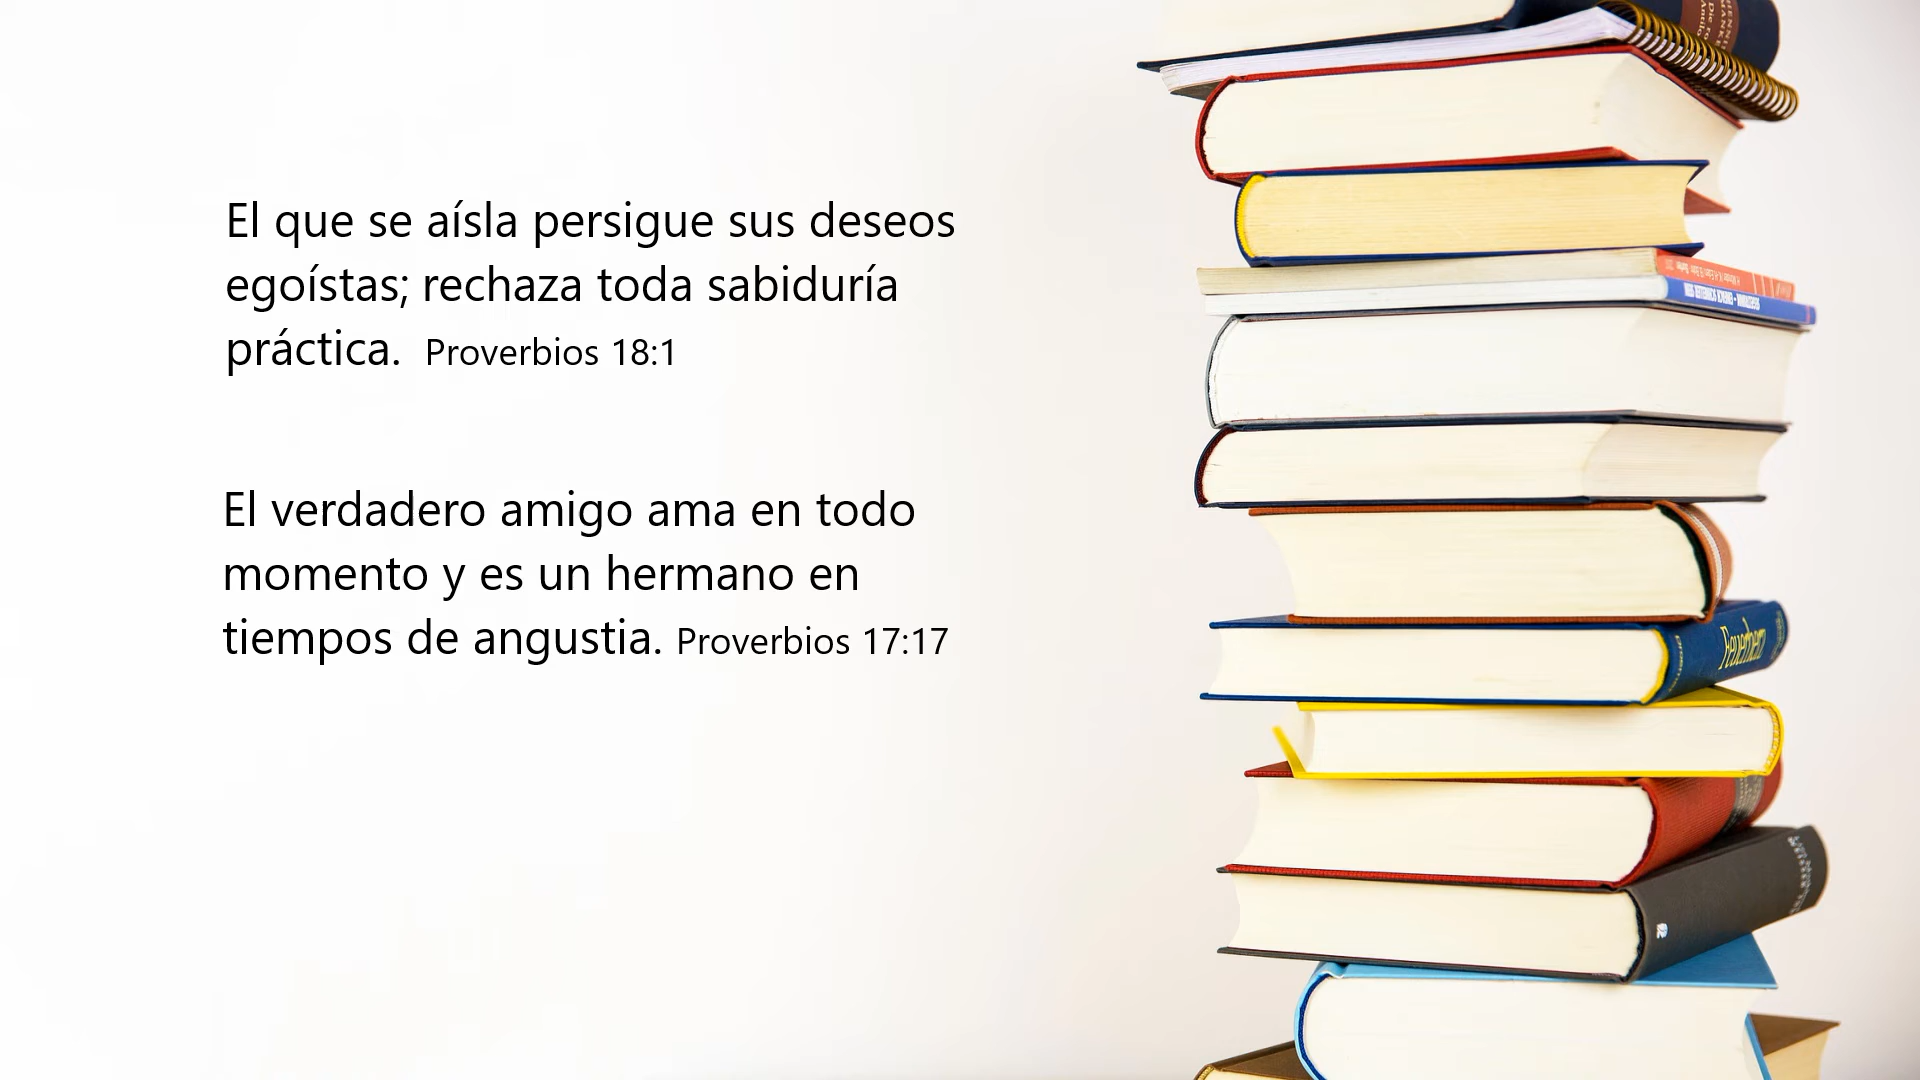 El que se aísla persigue sus deseos
egoístas; rechaza toda sabiduría
práctica. Proverbios 18:1
El verdadero amigo ama en todo
momento y es un hermano en
tiempos de angustia. Proverbios 17:17
Feuerherz